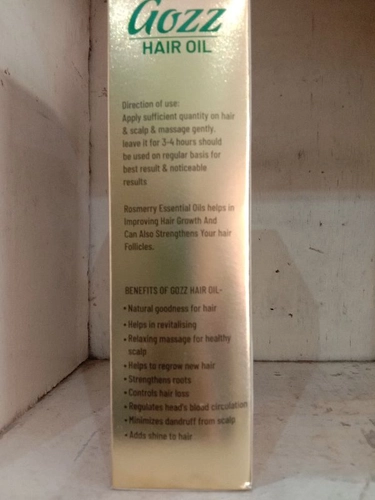 Gozz
HAIR OIL
Direction of use:
Apply sufficient quantity on hair
& scalp & massage gently.
leave it for 3-4 hours should
be used on regular basis for
best result & noticeable
results
Rosmerry Essential Oils helps in
Improving Hair Growth And
Can Also Strengthens Your hair
Follicles.
BENEFITS OF GOZZ HAIR OIL-
• Natural goodness for hair
• Helps in revitalising
• Relaxing massage for healthy
scalp
• Helps to regrow new hair
• Strengthens roots
• Controls hair loss
• Regulates head's blood circulation
• Minimizes dandruff from scalp
• Adds shine to hair